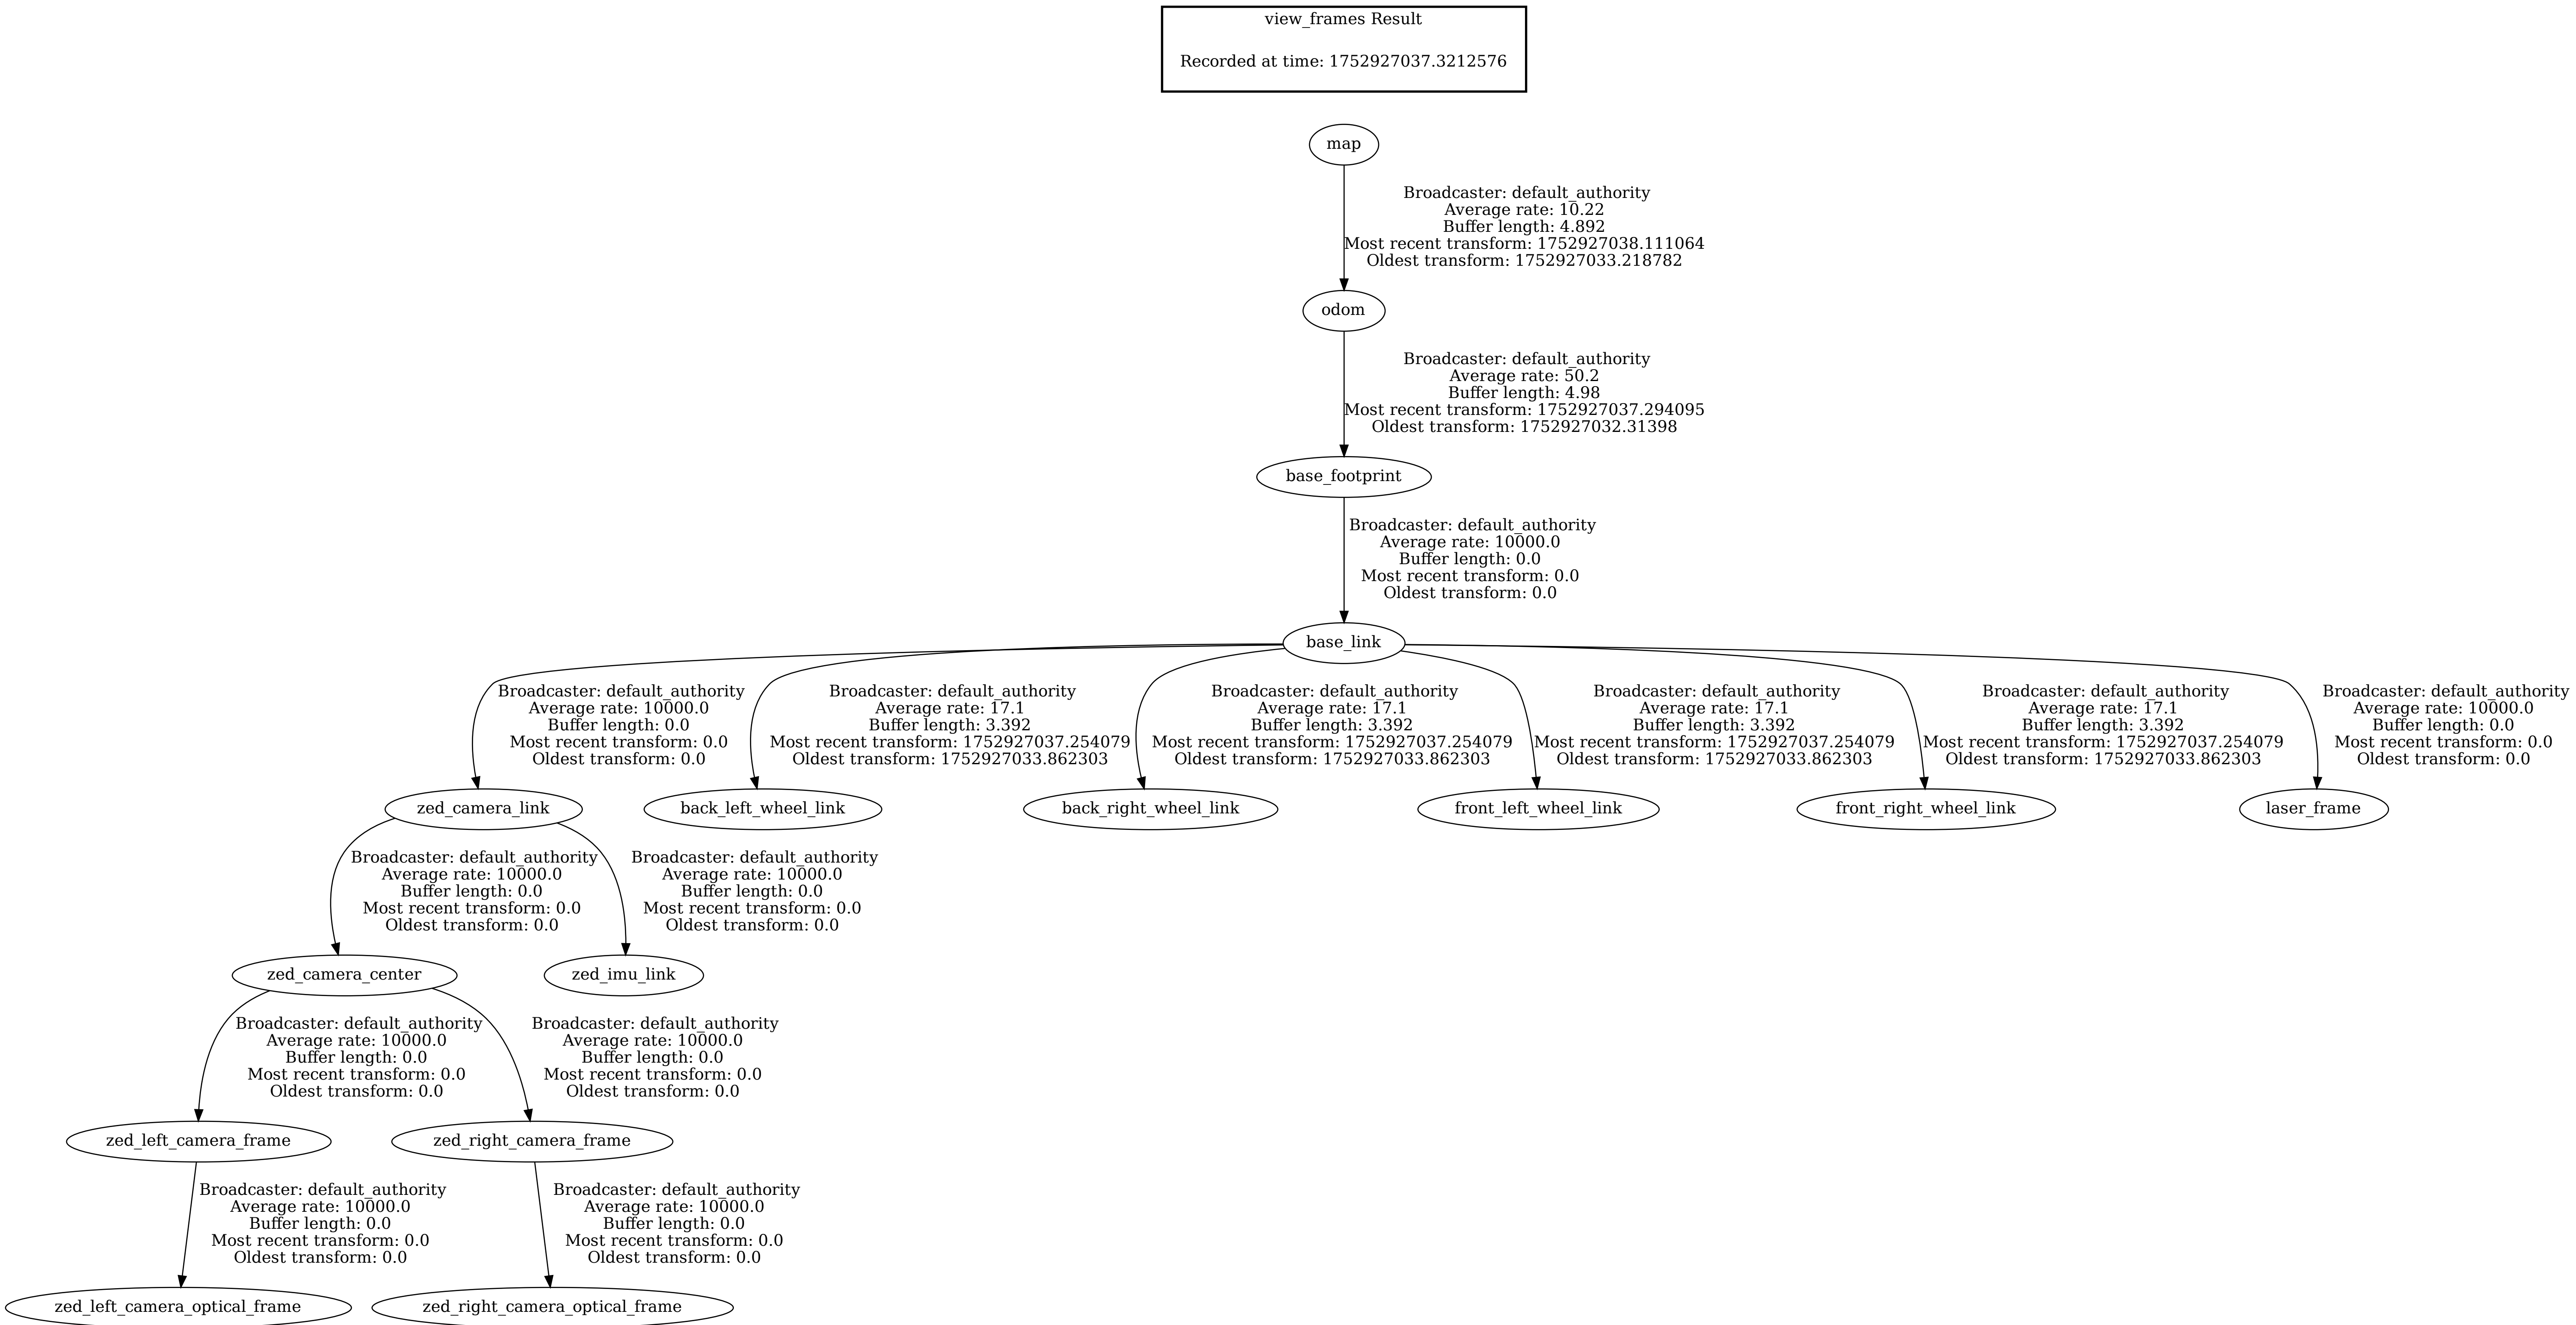 view_frames Result
Recorded at time: 1752927037.3212576
map
Broadcaster: default_authority
Average rate: 10.22
Buffer length: 4.892
Most recent transform: 1752927038.111064
Oldest transform: 1752927033.218782
odom
Broadcaster: default_authority
Average rate: 50.2
Buffer length: 4.98
Most recent transform: 1752927037.294095
Oldest transform: 1752927032.31398
base_footprint
Broadcaster: default_authority
Average rate: 10000.0
Buffer length: 0.0
Most recent transform: 0.0
Oldest transform: 0.0
base_link
Broadcaster: default_authority
Average rate: 10000.0
Buffer length: 0.0
Most recent transform: 0.0
Oldest transform: 0.0
Broadcaster: default_authority
Average rate: 17.1
Buffer length: 3.392
Most recent transform: 1752927037.254079
Oldest transform: 1752927033.862303
Broadcaster: default_authority
Average rate: 17.1
Buffer length: 3.392
Most recent transform: 1752927037.254079
Oldest transform: 1752927033.862303
Broadcaster: default_authority
Average rate: 17.1
Buffer length: 3.392
Most recent transform: 1752927037.254079
Oldest transform: 1752927033.862303
Broadcaster: default_authority
Average rate: 17.1
Buffer length: 3.392
Most recent transform: 1752927037.254079
Oldest transform: 1752927033.862303
Broadcaster: default_authority
Average rate: 10000.0
Buffer length: 0.0
Most recent transform: 0.0
Oldest transform: 0.0
zed_camera_link
back_left_wheel_link
back_right_wheel_link
front_left_wheel_link
front_right_wheel_link
laser_frame
Broadcaster: default_authority
Average rate: 10000.0
Buffer length: 0.0
Most recent transform: 0.0
Oldest transform: 0.0
Broadcaster: default_authority
Average rate: 10000.0
Buffer length: 0.0
Most recent transform: 0.0
Oldest transform: 0.0
zed_camera_center
zed_imu_link
Broadcaster: default_authority
Average rate: 10000.0
Buffer length: 0.0
Most recent transform: 0.0
Oldest transform: 0.0
Broadcaster: default_authority
Average rate: 10000.0
Buffer length: 0.0
Most recent transform: 0.0
Oldest transform: 0.0
zed_left_camera_frame
zed_right_camera_frame
Broadcaster: default_authority
Average rate: 10000.0
Buffer length: 0.0
Most recent transform: 0.0
Oldest transform: 0.0
Broadcaster: default_authority
Average rate: 10000.0
Buffer length: 0.0
Most recent transform: 0.0
Oldest transform: 0.0
zed_left_camera_optical_frame
zed_right_camera_optical_frame